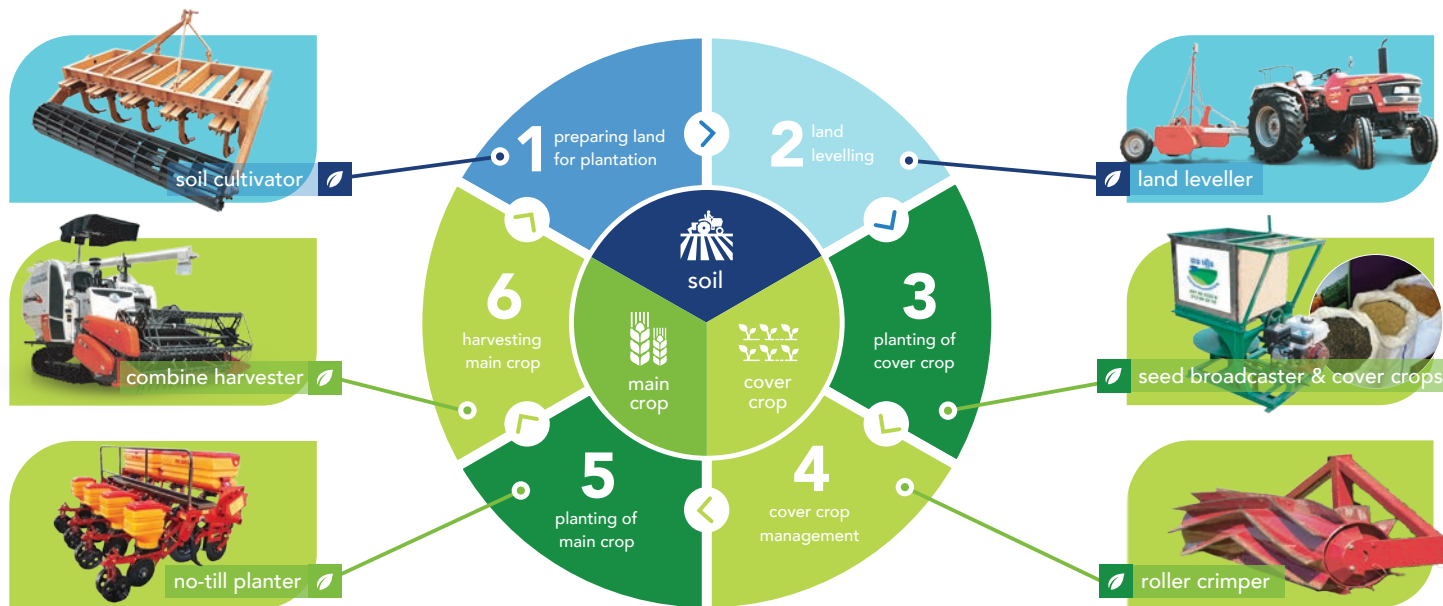 1
preparing land
for plantation
2
land
levelling
3
planting of
cover crop
4
cover crop
management
5
planting of
main crop
6
harvesting
main crop
soil
cover
crop
main
crop
soil cultivator
land leveller
combine harvester
seed broadcaster & cover crops
no-till planter
roller crimper